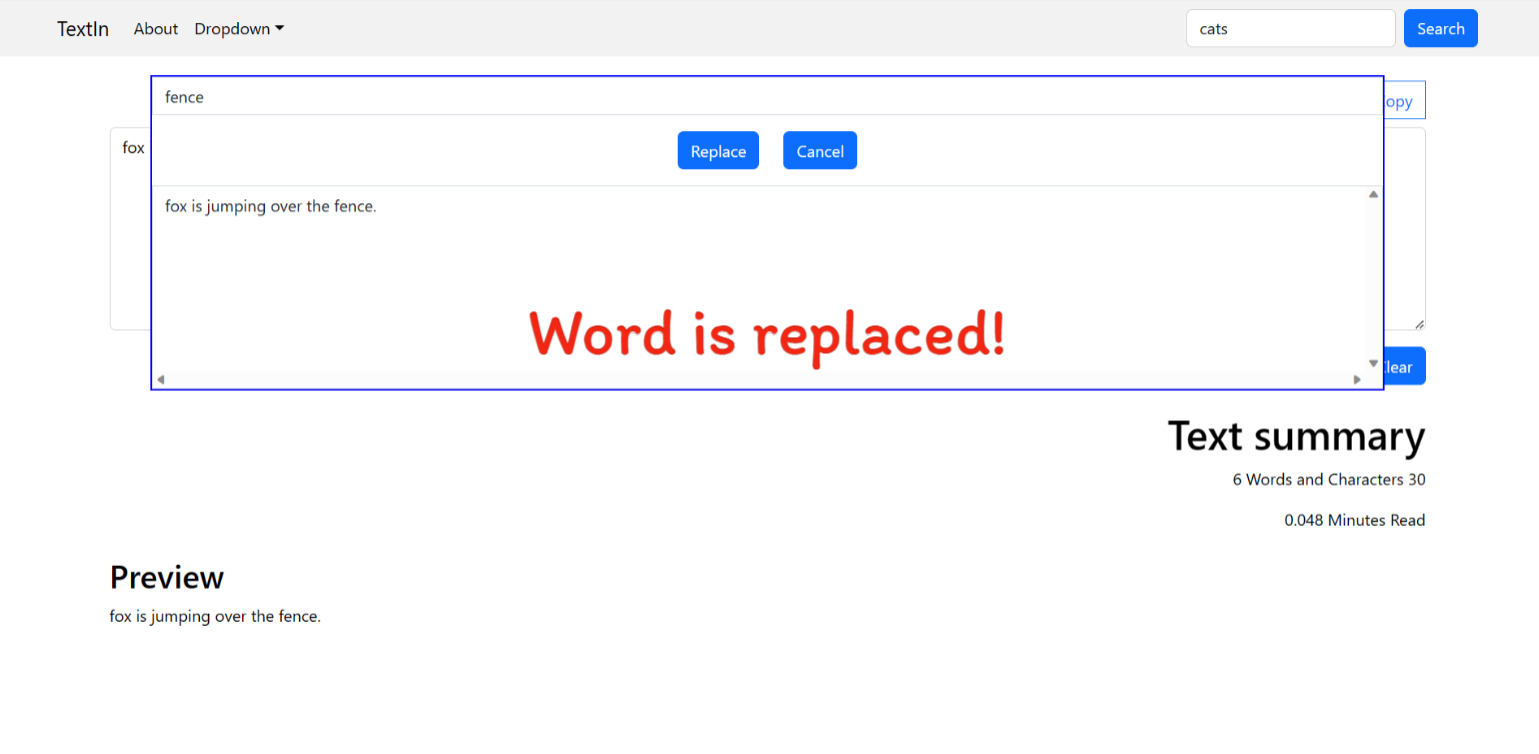 TextIn About Dropdown cats Search
fence
opy
fox
Replace Cancel
fox is jumping over the fence.
Word is replaced!
lear
Text summary
6 Words and Characters 30
0.048 Minutes Read
Preview
fox is jumping over the fence.